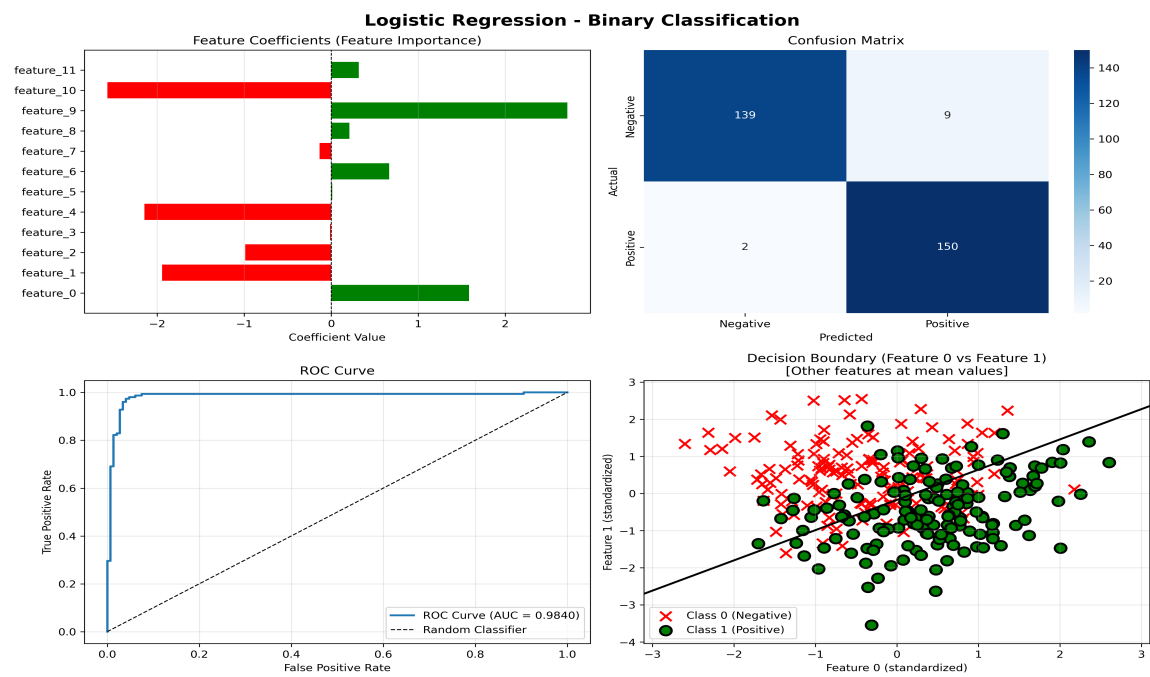 Logistic Regression - Binary Classification
Feature Coefficients (Feature Importance)
feature_11
feature_10
feature_9
feature_8
feature_7
feature_6
feature_5
feature_4
feature_3
feature_2
feature_1
feature_0
−2
−1
0
1
2
Coefficient Value
Confusion Matrix
Actual
Negative
Positive
139
9
2
150
Negative
Positive
Predicted
140
120
100
80
60
40
20
ROC Curve
True Positive Rate
1.0
0.8
0.6
0.4
0.2
0.0
ROC Curve (AUC = 0.9840)
Random Classifier
0.0
0.2
0.4
0.6
0.8
1.0
False Positive Rate
Decision Boundary (Feature 0 vs Feature 1)
[Other features at mean values]
Feature 1 (standardized)
3
2
1
0
−1
−2
−3
−4
Class 0 (Negative)
Class 1 (Positive)
−3
−2
−1
0
1
2
3
Feature 0 (standardized)